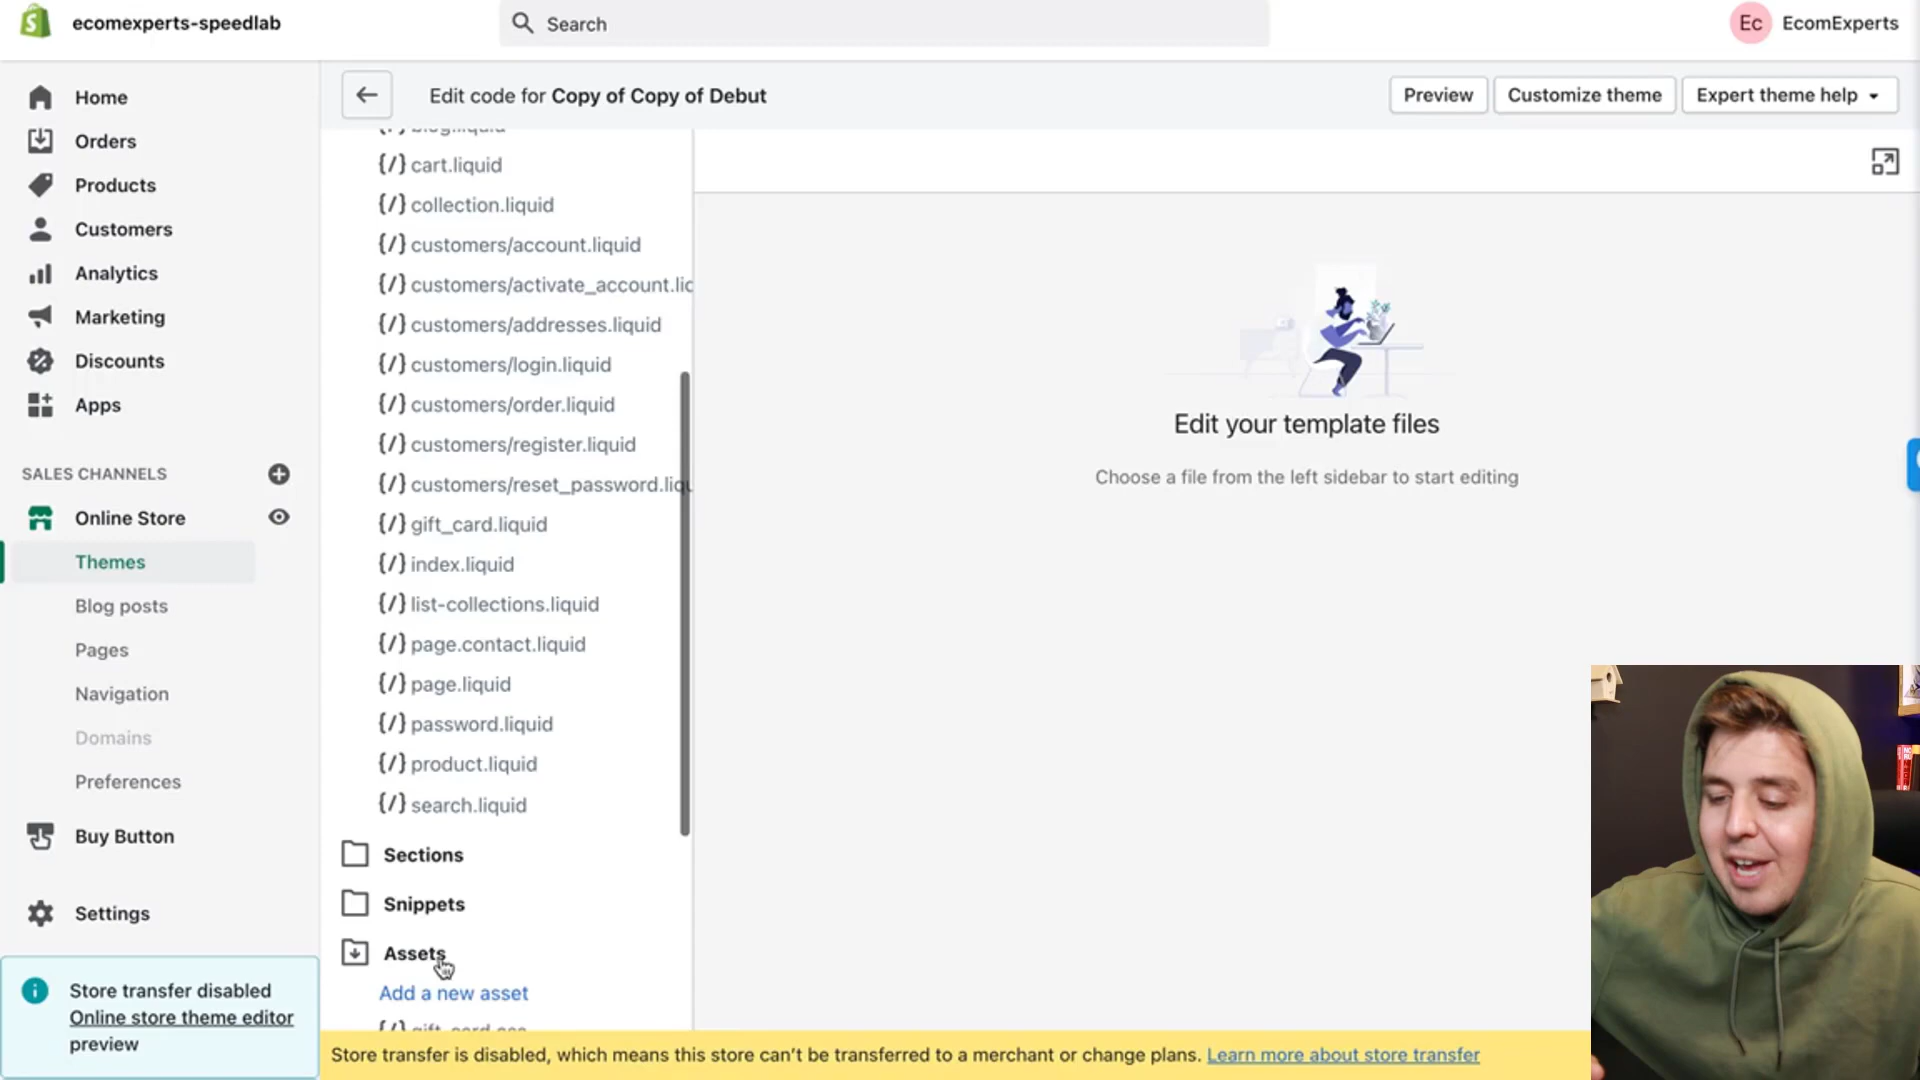 ecomexperts-speedlab
Search
Ec EcomExperts
Home
Orders
Products
Customers
Analytics
Marketing
Discounts
Apps
SALES CHANNELS
Online Store
Themes
Blog posts
Pages
Navigation
Domains
Preferences
Buy Button
Settings
Store transfer disabled
Online store theme editor
preview
Edit code for Copy of Copy of Debut
Preview
Customize theme
Expert theme help
{/} blog.liquid
{/} cart.liquid
{/} collection.liquid
{/} customers/account.liquid
{/} customers/activate_account.lic
{/} customers/addresses.liquid
{/} customers/login.liquid
{/} customers/order.liquid
{/} customers/register.liquid
{/} customers/reset_password.liqu
{/} gift_card.liquid
{/} index.liquid
{/} list-collections.liquid
{/} page.contact.liquid
{/} page.liquid
{/} password.liquid
{/} product.liquid
{/} search.liquid
Sections
Snippets
Assets
Add a new asset
Edit your template files
Choose a file from the left sidebar to start editing
Store transfer is disabled, which means this store can't be transferred to a merchant or change plans. Learn more about store transfer